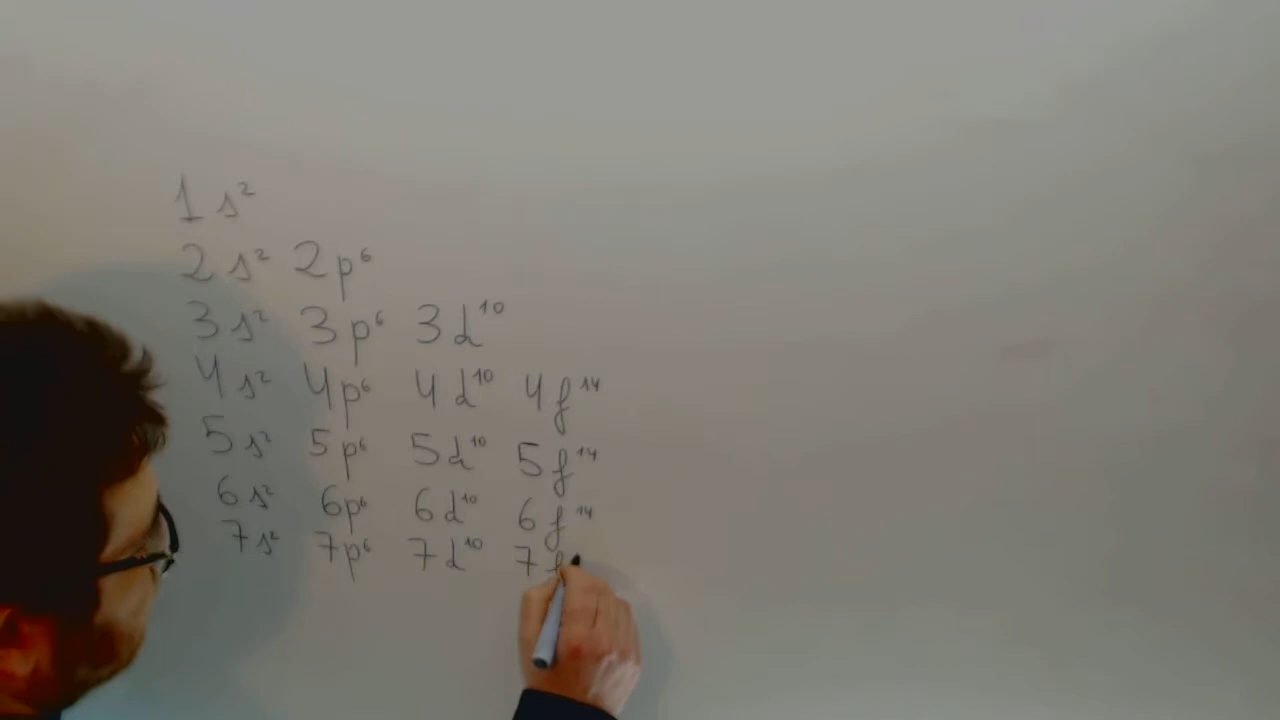 1s²
2s² 2p⁶
3s² 3p⁶ 3d¹⁰
4s² 4p⁶ 4d¹⁰ 4f¹⁴
5s² 5p⁶ 5d¹⁰ 5f¹⁴
6s² 6p⁶ 6d¹⁰ 6f¹⁴
7s² 7p⁶ 7d¹⁰ 7f